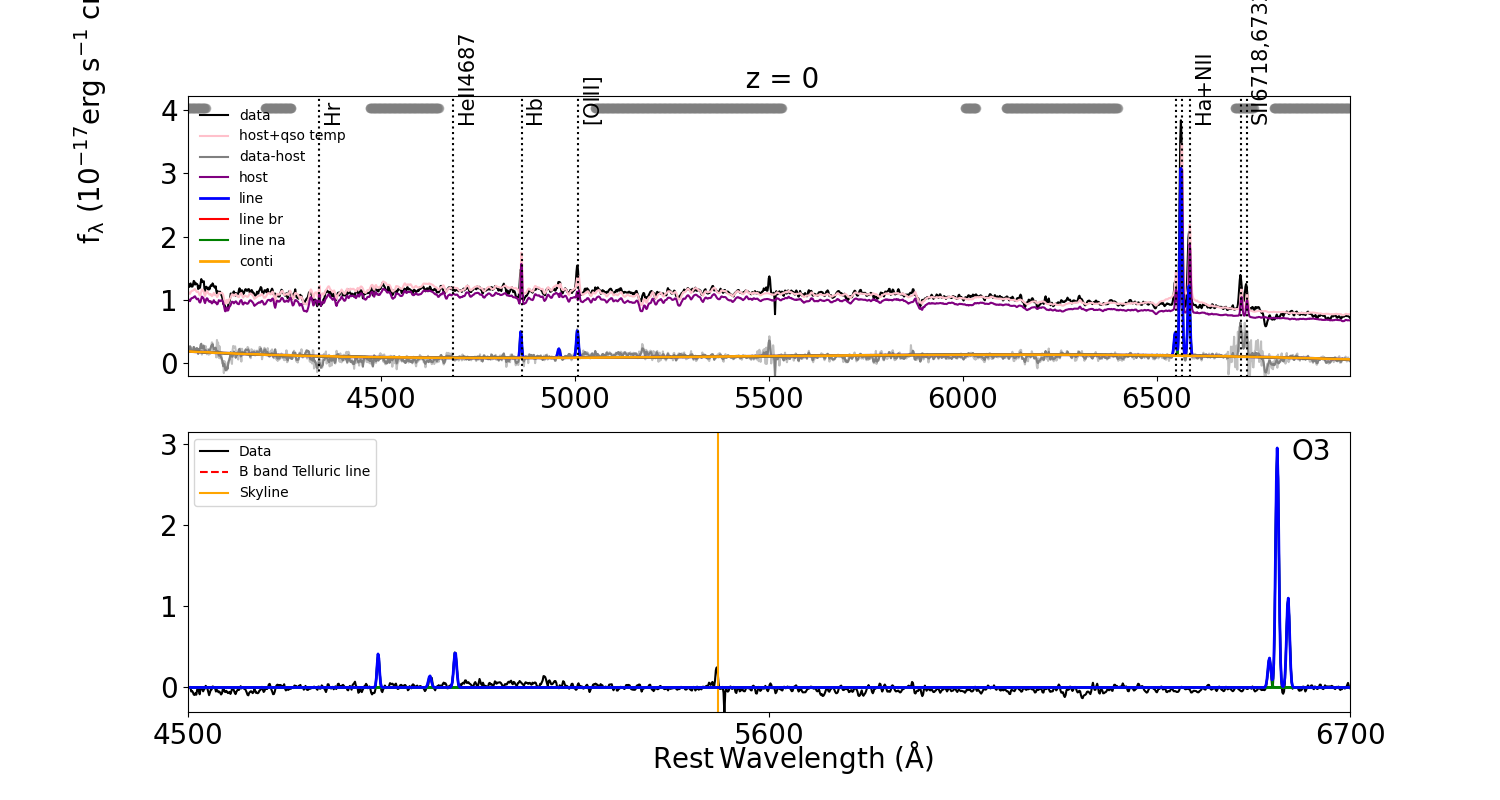 z = 0
Hr
HeII4687
Hb
[OIII]
Ha+NII
SII6718,673
f_λ (10^−17 erg s^−1 c
4
3
2
1
0
data
host+qso temp
data-host
host
line
line br
line na
conti
4500
5000
5500
6000
6500
O3
3
2
1
0
Data
B band Telluric line
Skyline
4500
5600
6700
Rest Wavelength (Å)